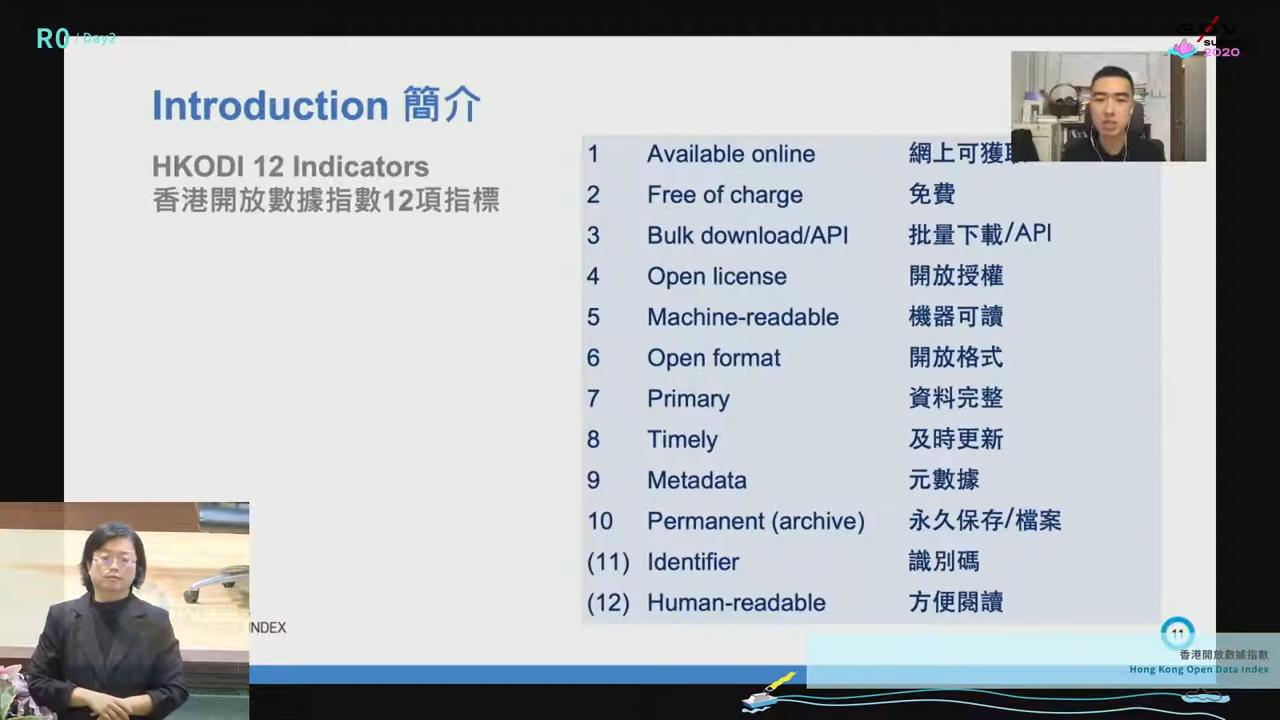 R0 / Day2
2020
Introduction 簡介
HKODI 12 Indicators
香港開放數據指數12項指標
1 Available online 網上可獲
2 Free of charge 免費
3 Bulk download/API 批量下載/API
4 Open license 開放授權
5 Machine-readable 機器可讀
6 Open format 開放格式
7 Primary 資料完整
8 Timely 及時更新
9 Metadata 元數據
10 Permanent (archive) 永久保存/檔案
(11) Identifier 識別碼
(12) Human-readable 方便閱讀
INDEX
11
香港開放數據指數
Hong Kong Open Data Index